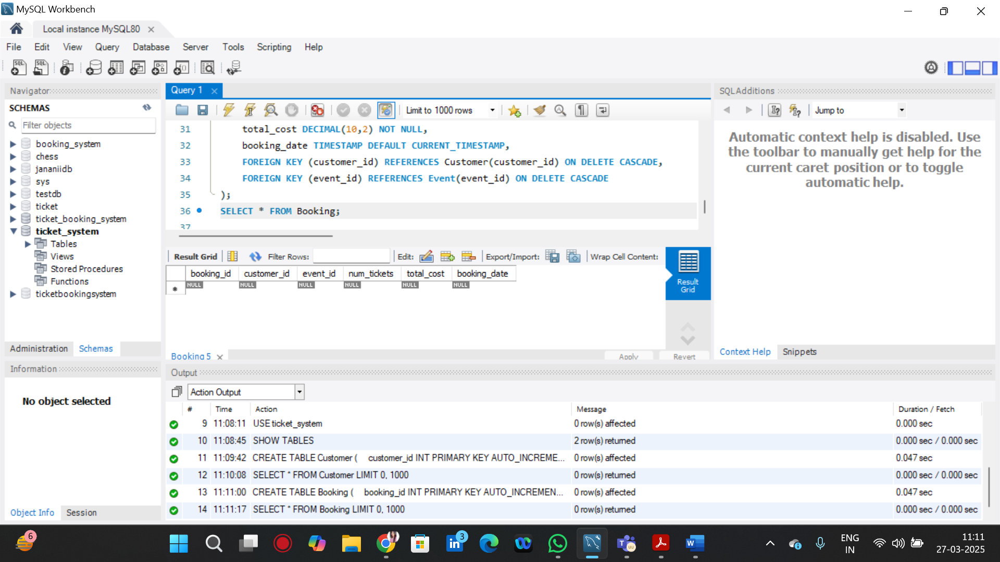 MySQL Workbench
Local instance MySQL80
File Edit View Query Database Server Tools Scripting Help
Navigator
SCHEMAS
Filter objects
booking_system
chess
jananiidb
sys
testdb
ticket
ticket_booking_system
ticket_system
Tables
Views
Stored Procedures
Functions
ticketbookingsystem
Administration Schemas
Information
No object selected
Object Info Session
Query 1
Limit to 1000 rows
31 total_cost DECIMAL(10,2) NOT NULL,
32 booking_date TIMESTAMP DEFAULT CURRENT_TIMESTAMP,
33 FOREIGN KEY (customer_id) REFERENCES Customer(customer_id) ON DELETE CASCADE,
34 FOREIGN KEY (event_id) REFERENCES Event(event_id) ON DELETE CASCADE
35 );
36 SELECT * FROM Booking;
37
Result Grid Filter Rows: Edit: Export/Import: Wrap Cell Content:
booking_id customer_id event_id num_tickets total_cost booking_date
NULL NULL NULL NULL NULL NULL
Result
Grid
Booking 5 Apply Revert
SQLAdditions
Jump to
Automatic context help is disabled. Use
the toolbar to manually get help for the
current caret position or to toggle
automatic help.
Context Help Snippets
Output
Action Output
# Time Action Message Duration / Fetch
9 11:08:11 USE ticket_system 0 row(s) affected 0.000 sec
10 11:08:45 SHOW TABLES 2 row(s) returned 0.000 sec / 0.000 sec
11 11:09:42 CREATE TABLE Customer ( customer_id INT PRIMARY KEY AUTO_INCREME... 0 row(s) affected 0.047 sec
12 11:10:08 SELECT * FROM Customer LIMIT 0, 1000 0 row(s) returned 0.000 sec / 0.000 sec
13 11:11:00 CREATE TABLE Booking ( booking_id INT PRIMARY KEY AUTO_INCREMEN... 0 row(s) affected 0.047 sec
14 11:11:17 SELECT * FROM Booking LIMIT 0, 1000 0 row(s) returned 0.000 sec / 0.000 sec
6
3
ENG
IN
11:11
27-03-2025